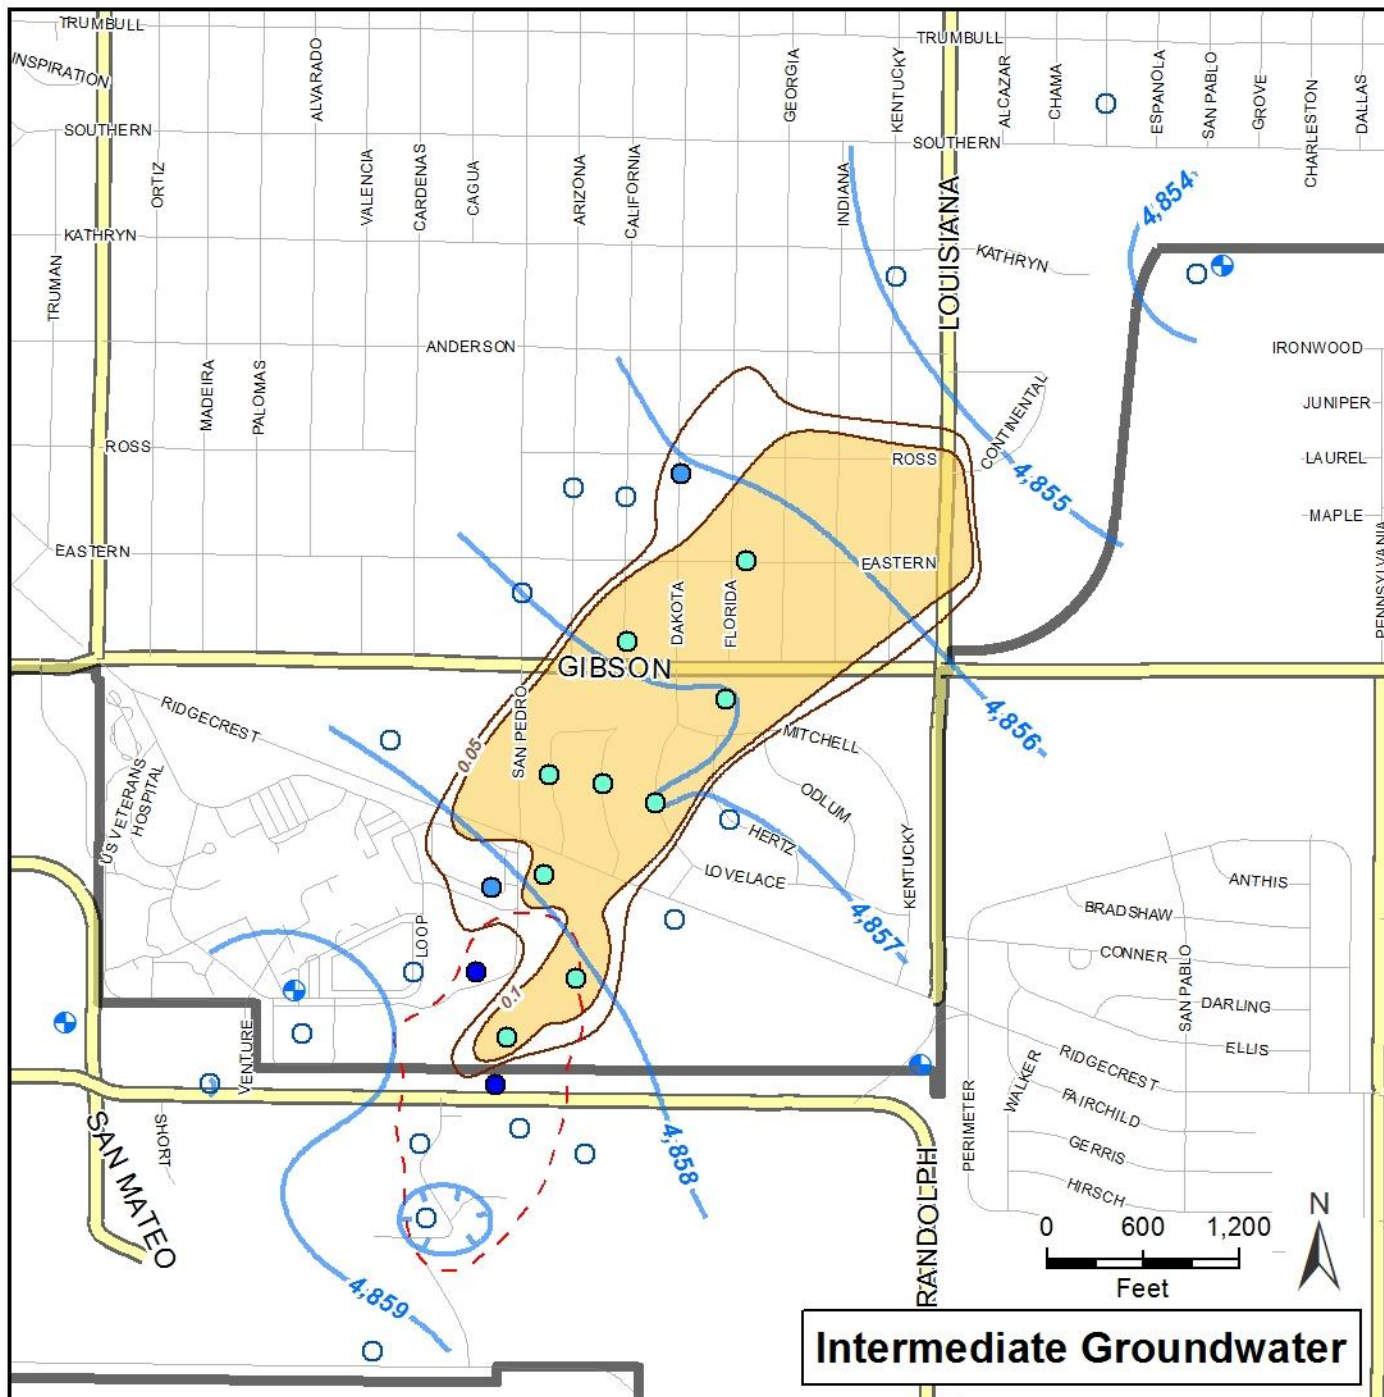 TRUMBULL
TRUMBULL
INSPIRATION
ALVARADO
GEORGIA
KENTUCKY
ALCAZAR
CHAMA
ESPANOLA
SAN PABLO
GROVE
CHARLESTON
DALLAS
SOUTHERN
SOUTHERN
ORTIZ
VALENCIA
CARDENAS
CAGUA
ARIZONA
CALIFORNIA
INDIANA
LOUISIANA
4,854
KATHRYN
KATHRYN
TRUMAN
ANDERSON
IRONWOOD
MADEIRA
PALOMAS
CONTINENTAL
JUNIPER
ROSS
ROSS
LAUREL
4,855
MAPLE
EASTERN
EASTERN
PENNSYLVANIA
DAKOTA
FLORIDA
GIBSON
RIDGECREST
SAN PEDRO
0.05
MITCHELL
4,856
US VETERANS
HOSPITAL
ODLUM
HERTZ
KENTUCKY
LOVELACE
ANTHIS
BRADSHAW
4,857
LOOP
CONNER
SAN PABLO
0.1
DARLING
VENTURE
ELLIS
RIDGECREST
WALKER
FAIRCHILD
PERIMETER
SAN MATEO
SHORT
4,858
GERRIS
RANDOLPH
HIRSCH
N
0 600 1,200
Feet
4,859
Intermediate Groundwater